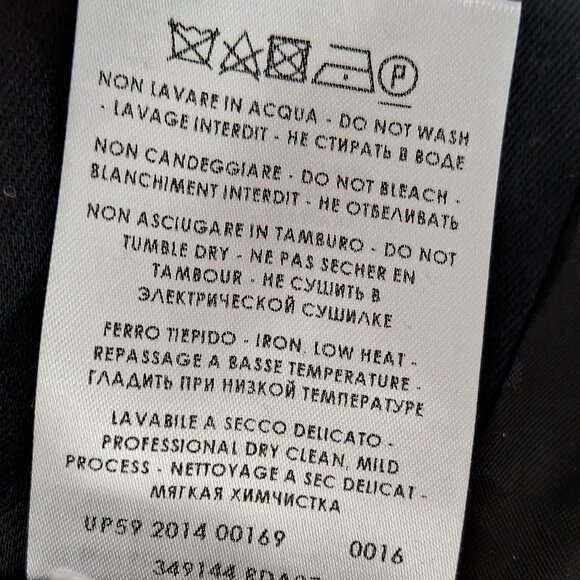 P
NON LAVARE IN ACQUA - DO NOT WASH
- LAVAGE INTERDIT - НЕ СТИРАТЬ В ВОДЕ
NON CANDEGGIARE - DO NOT BLEACH -
BLANCHIMENT INTERDIT - НЕ ОТБЕЛИВАТЬ
NON ASCIUGARE IN TAMBURO - DO NOT
TUMBLE DRY - NE PAS SECHER EN
TAMBOUR - НЕ СУШИТЬ В
ЭЛЕКТРИЧЕСКОЙ СУШИЛКЕ
FERRO TIEPIDO - IRON, LOW HEAT -
REPASSAGE A BASSE TEMPERATURE -
ГЛАДИТЬ ПРИ НИЗКОЙ ТЕМПЕРАТУРЕ
LAVABILE A SECCO DELICATO -
PROFESSIONAL DRY CLEAN, MILD
PROCESS - NETTOYAGE A SEC DELICAT -
МЯГКАЯ ХИМЧИСТКА
UP59 2014 00169 0016
349144